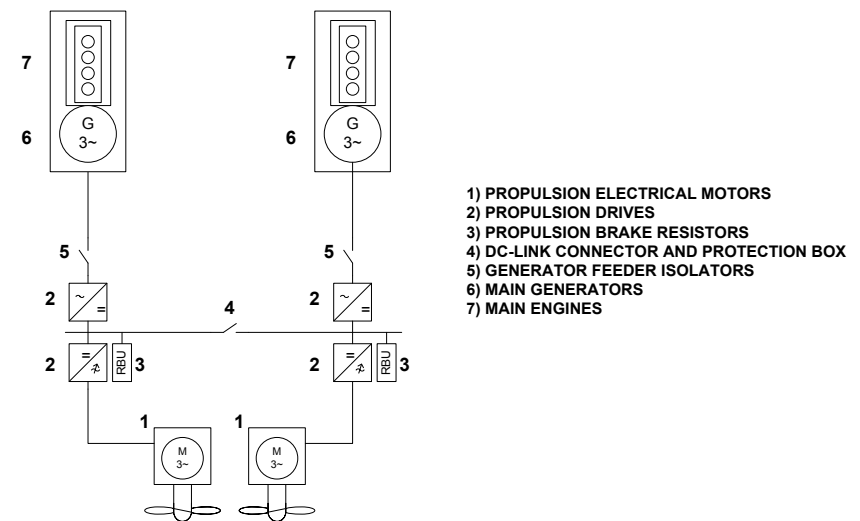 7
7
G
3~
G
3~
6
6
1) PROPULSION ELECTRICAL MOTORS
2) PROPULSION DRIVES
3) PROPULSION BRAKE RESISTORS
4) DC-LINK CONNECTOR AND PROTECTION BOX
5) GENERATOR FEEDER ISOLATORS
6) MAIN GENERATORS
7) MAIN ENGINES
5
5
2
~
=
2
~
=
4
2
=
RBU
3
2
=
RBU
3
1
1
M
3~
M
3~